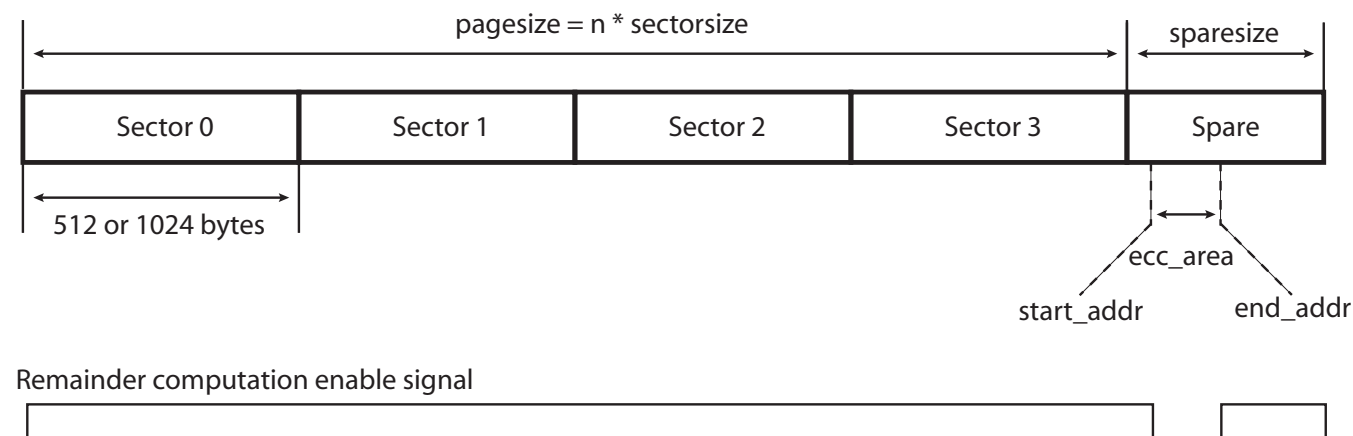 pagesize = n * sectorsize
sparesize
Sector 0
Sector 1
Sector 2
Sector 3
Spare
512 or 1024 bytes
ecc_area
start_addr
end_addr
Remainder computation enable signal